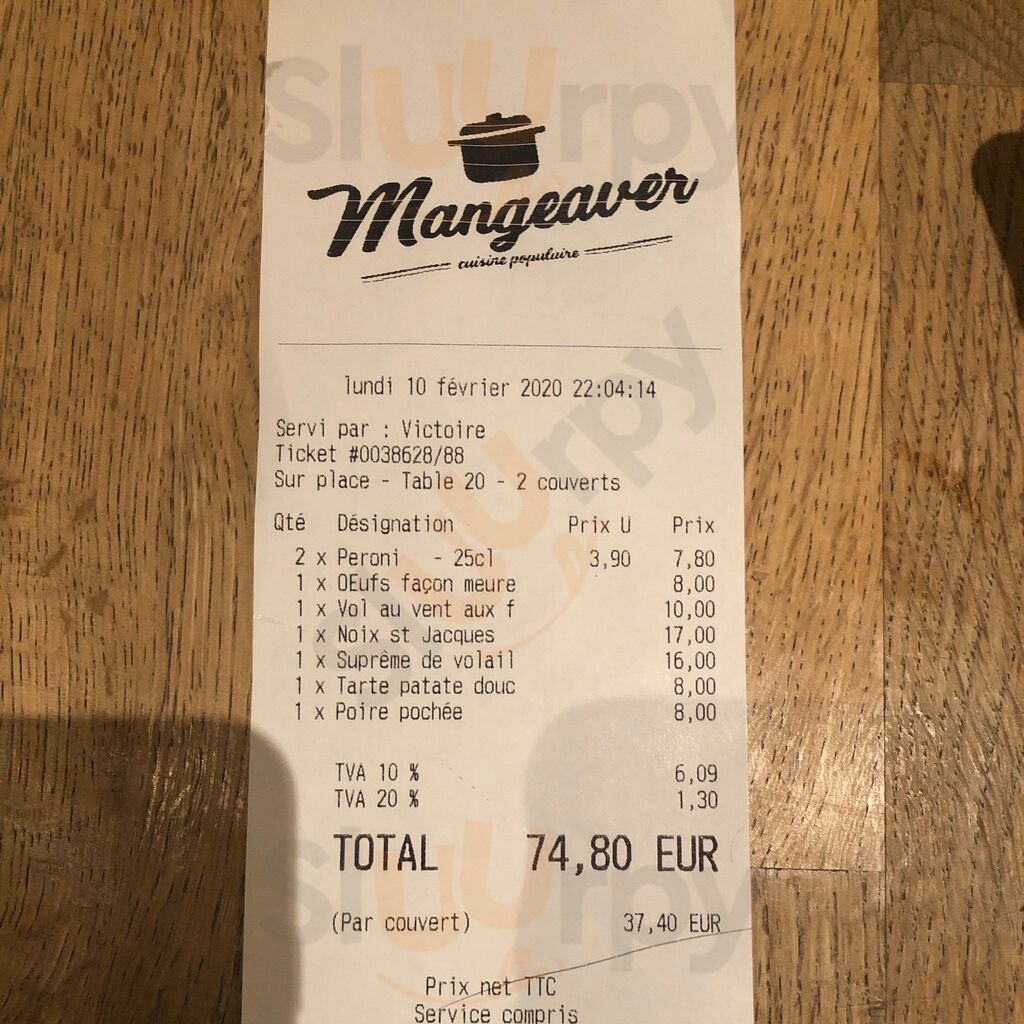 Mangeaver
cuisine populaire
lundi 10 février 2020 22:04:14
Servi par : Victoire
Ticket #0038628/88
Sur place - Table 20 - 2 couverts
Qté Désignation Prix U Prix
2 x Peroni - 25cl 3,90 7,80
1 x OEufs façon meure 8,00
1 x Vol au vent aux f 10,00
1 x Noix st Jacques 17,00
1 x Suprême de volail 16,00
1 x Tarte patate douc 8,00
1 x Poire pochée 8,00
TVA 10 % 6,09
TVA 20 % 1,30
TOTAL 74,80 EUR
(Par couvert) 37,40 EUR
Prix net TTC
Service compris
Sluurpy
Sluurpy
Sluurpy